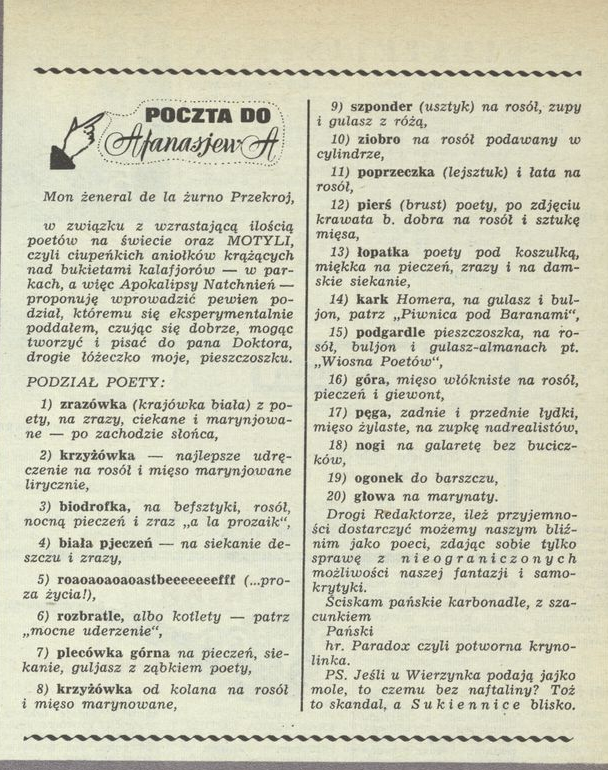 POCZTA DO
AfanasjewA
Mon żeneral de la żurno Przekroj,
w związku z wzrastającą ilością
poetów na świecie oraz MOTYLI,
czyli ciupeńkich aniołków krążących
nad bukietami kalafjorów — w par-
kach, a więc Apokalipsy Natchnień —
proponuję wprowadzić pewien po-
dział, któremu się eksperymentalnie
poddałem, czując się dobrze, mogąc
tworzyć i pisać do pana Doktora,
drogie łóżeczko moje, pieszczoszku.
PODZIAŁ POETY:
1) zrazówka (krajówka biała) z po-
ety, na zrazy, ciekane i marynjowa-
ne — po zachodzie słońca,
2) krzyżówka — najlepsze udrę-
czenie na rosół i mięso marynjowane
lirycznie,
3) biodrofka, na befsztyki, rosół,
nocną pieczeń i zraz „a la prozaik“,
4) biała pjeczeń — na siekanie de-
szczu i zrazy,
5) roaoaoaoaoastbeeeeeeefff (...pro-
za życia!),
6) rozbratle, albo kotlety — patrz
„mocne uderzenie“,
7) plecówka górna na pieczeń, sie-
kanie, guljasz z ząbkiem poety,
8) krzyżówka od kolana na rosół
i mięso marynowane,
9) szponder (usztyk) na rosół, zupy
i gulasz z różą,
10) ziobro na rosół podawany w
cylindrze,
11) poprzeczka (lejsztuk) i łata na
rosół,
12) pierś (brust) poety, po zdjęciu
krawata b. dobra na rosół i sztukę
mięsa,
13) łopatka poety pod koszulką,
miękka na pieczeń, zrazy i na dam-
skie siekanie,
14) kark Homera, na gulasz i bul-
jon, patrz „Piwnica pod Baranami“,
15) podgardle pieszczoszka, na ro-
sół, buljon i gulasz-almanach pt.
„Wiosna Poetów“,
16) góra, mięso włókniste na rosół,
pieczeń i giewont,
17) pęga, zadnie i przednie łydki,
mięso żylaste, na zupkę nadrealistów,
18) nogi na galaretę bez bucicz-
ków,
19) ogonek do barszczu,
20) głowa na marynaty.
Drogi Redaktorze, ileż przyjemno-
ści dostarczyć możemy naszym bliź-
nim jako poeci, zdając sobie tylko
sprawę z nieograniczonych
możliwości naszej fantazji i samo-
krytyki.
Ściskam pańskie karbonadle, z sza-
cunkiem
Pański
hr. Paradox czyli potworna kryno-
linka.
PS. Jeśli u Wierzynka podają jajko
mole, to czemu bez naftaliny? Toż
to skandal, a Sukiennice blisko.